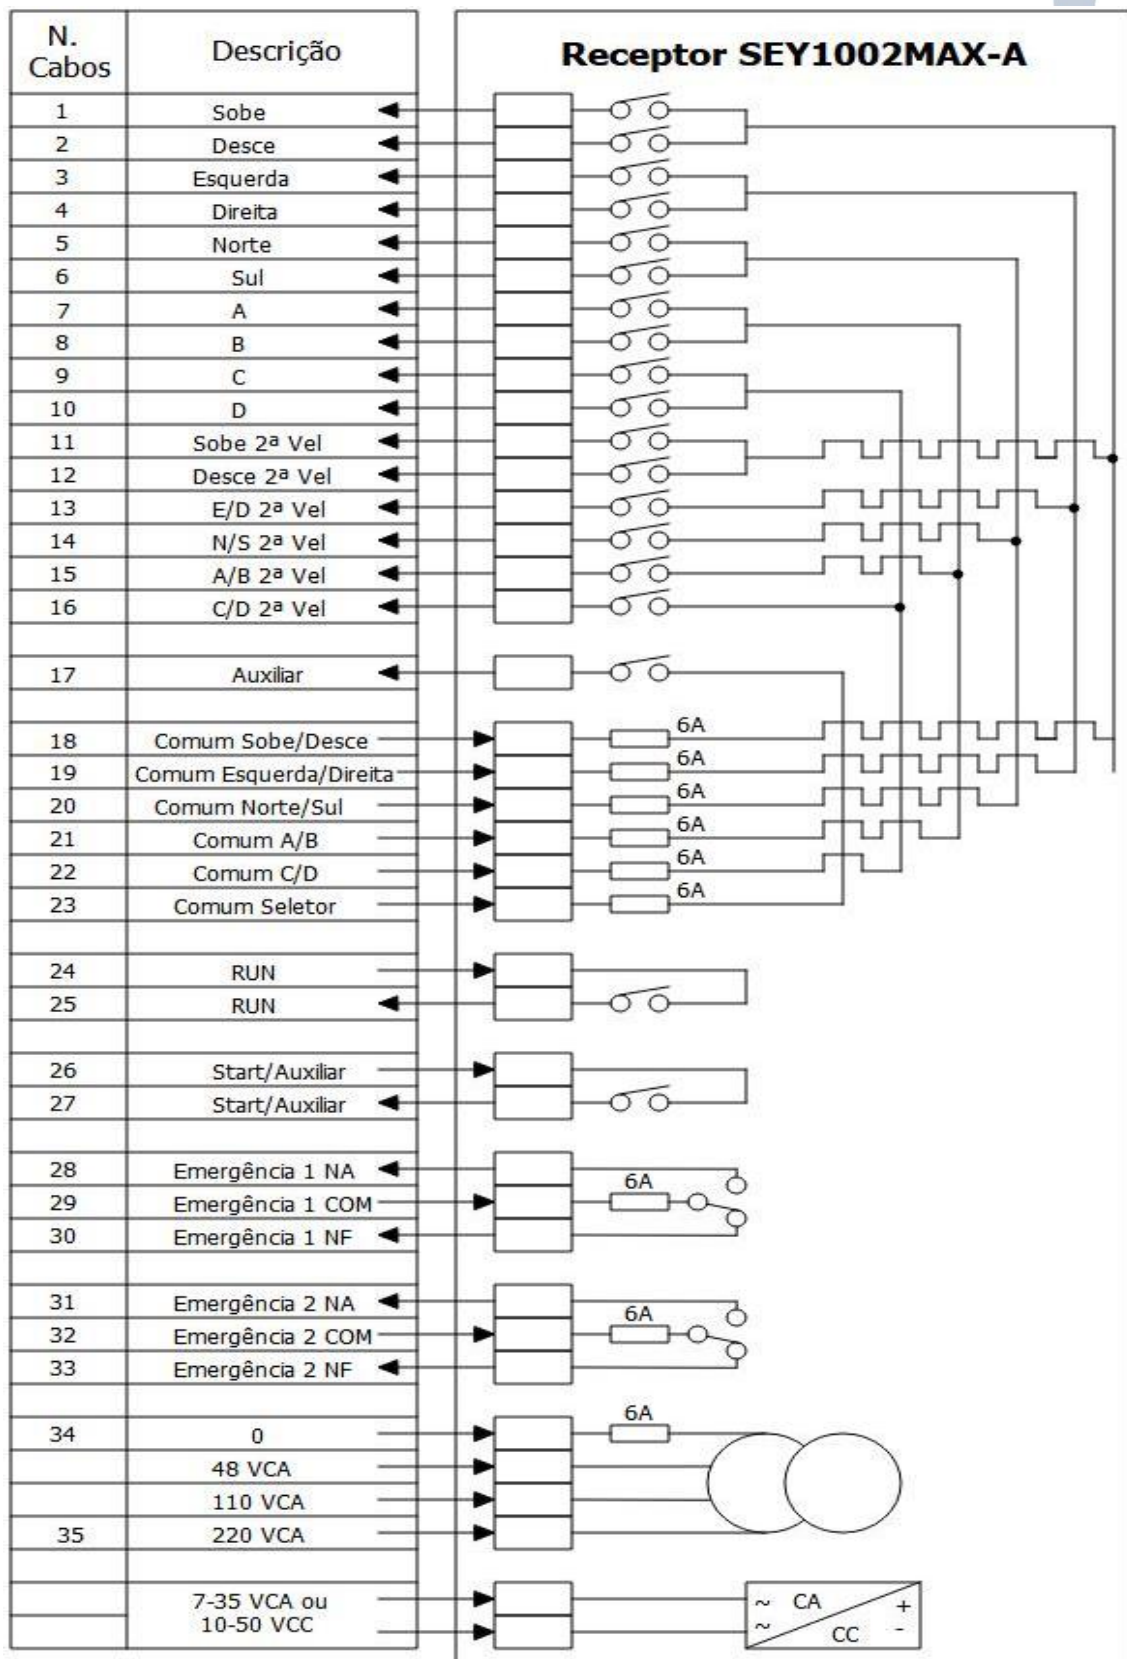 N.
Cabos
Descrição
Receptor SEY1002MAX-A
1 Sobe
2 Desce
3 Esquerda
4 Direita
5 Norte
6 Sul
7 A
8 B
9 C
10 D
11 Sobe 2ª Vel
12 Desce 2ª Vel
13 E/D 2ª Vel
14 N/S 2ª Vel
15 A/B 2ª Vel
16 C/D 2ª Vel
17 Auxiliar
18 Comum Sobe/Desce 6A
19 Comum Esquerda/Direita 6A
20 Comum Norte/Sul 6A
21 Comum A/B 6A
22 Comum C/D 6A
23 Comum Seletor 6A
24 RUN
25 RUN
26 Start/Auxiliar
27 Start/Auxiliar
28 Emergência 1 NA
29 Emergência 1 COM 6A
30 Emergência 1 NF
31 Emergência 2 NA
32 Emergência 2 COM 6A
33 Emergência 2 NF
34 0 6A
48 VCA
110 VCA
35 220 VCA
7-35 VCA ou
10-50 VCC
~ CA +
~ CC -